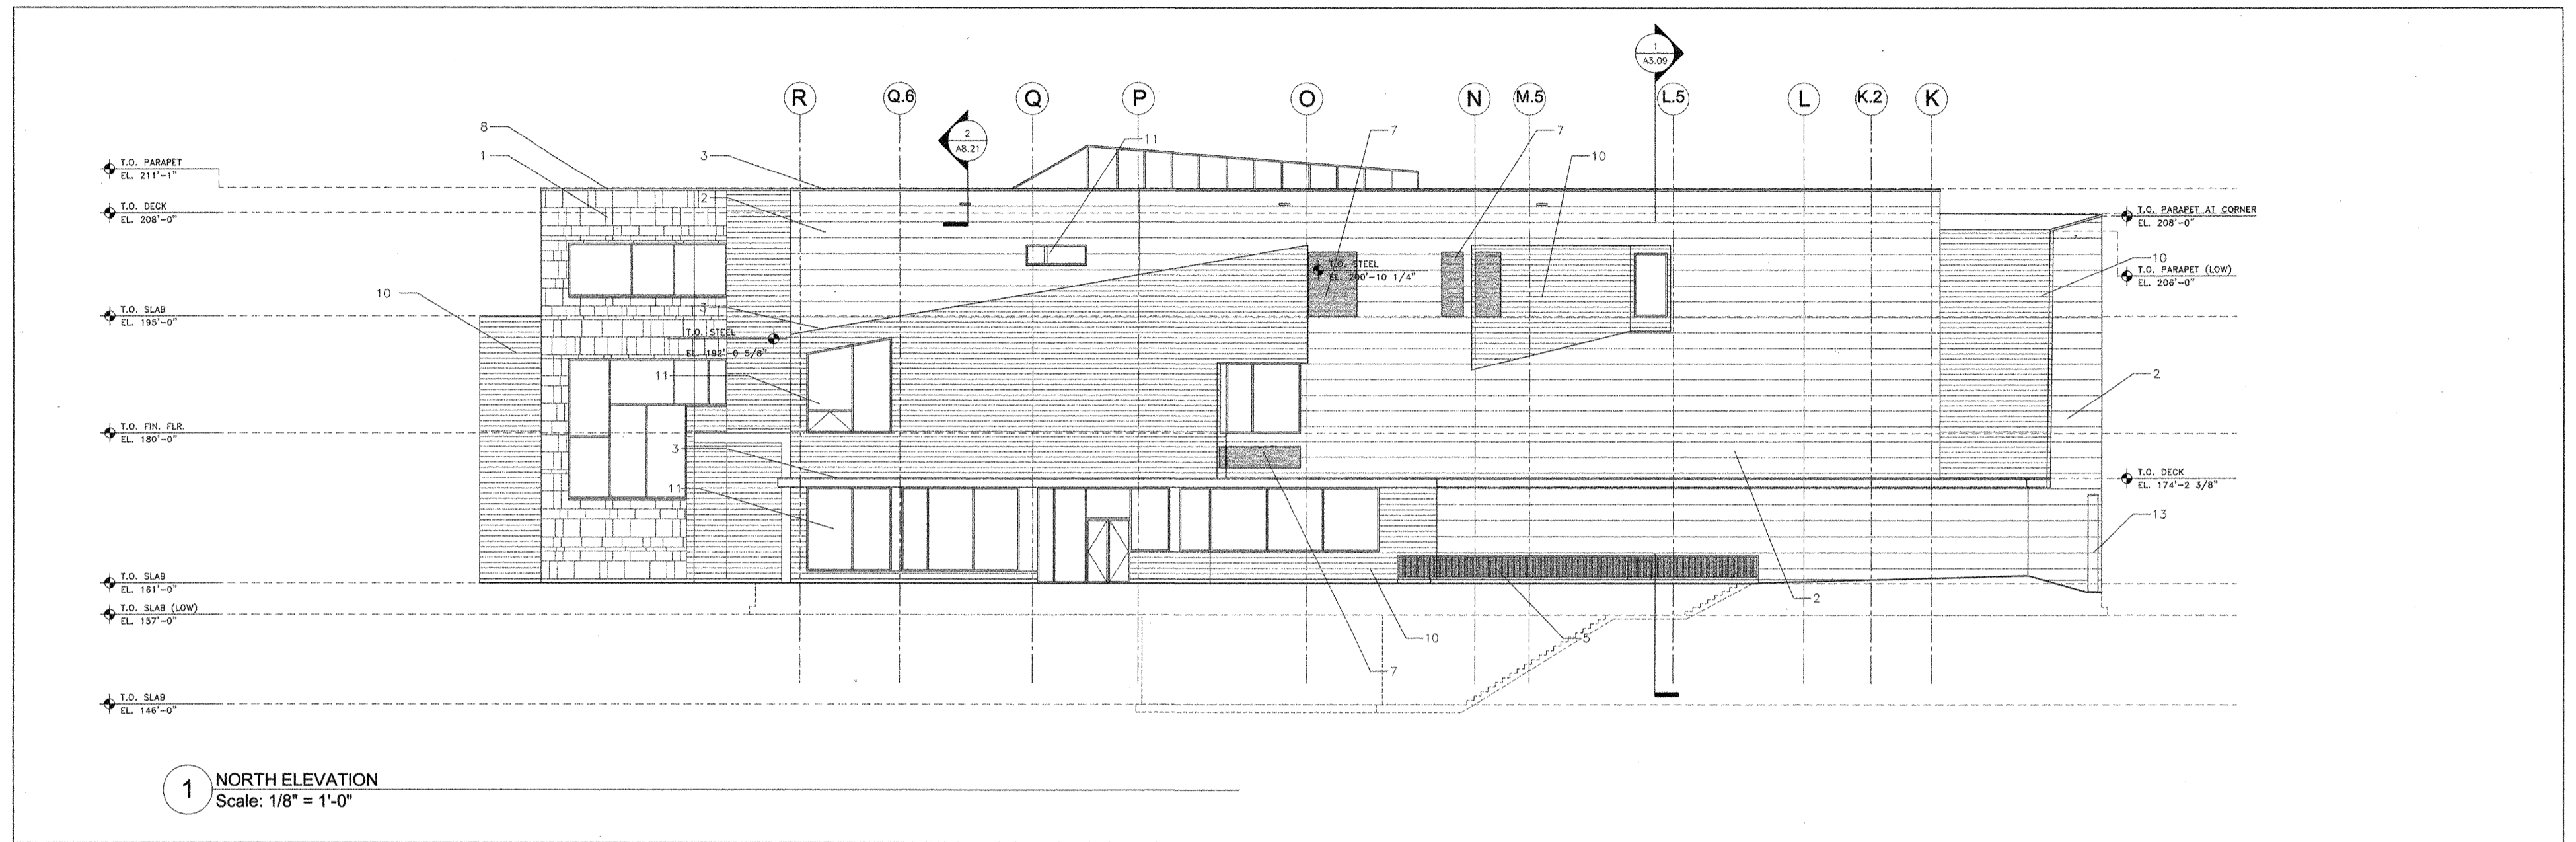 1
A3.09
R
Q.6
Q
P
O
N
M.5
L.5
L
K.2
K
2
A8.21
8
1
3
11
7
7
10
T.O. PARAPET
EL. 211'-1"
2
T.O. DECK
EL. 208'-0"
T.O. PARAPET AT CORNER
EL. 208'-0"
10
T.O. STEEL
EL. 200'-10 1/4"
T.O. PARAPET (LOW)
EL. 206'-0"
10
3
T.O. SLAB
EL. 195'-0"
T.O. STEEL
EL. 192'-0 5/8"
11
2
T.O. FIN. FLR.
EL. 180'-0"
3
T.O. DECK
EL. 174'-2 3/8"
11
13
T.O. SLAB
EL. 161'-0"
2
T.O. SLAB (LOW)
EL. 157'-0"
10
5
7
T.O. SLAB
EL. 146'-0"
1
NORTH ELEVATION
Scale: 1/8" = 1'-0"